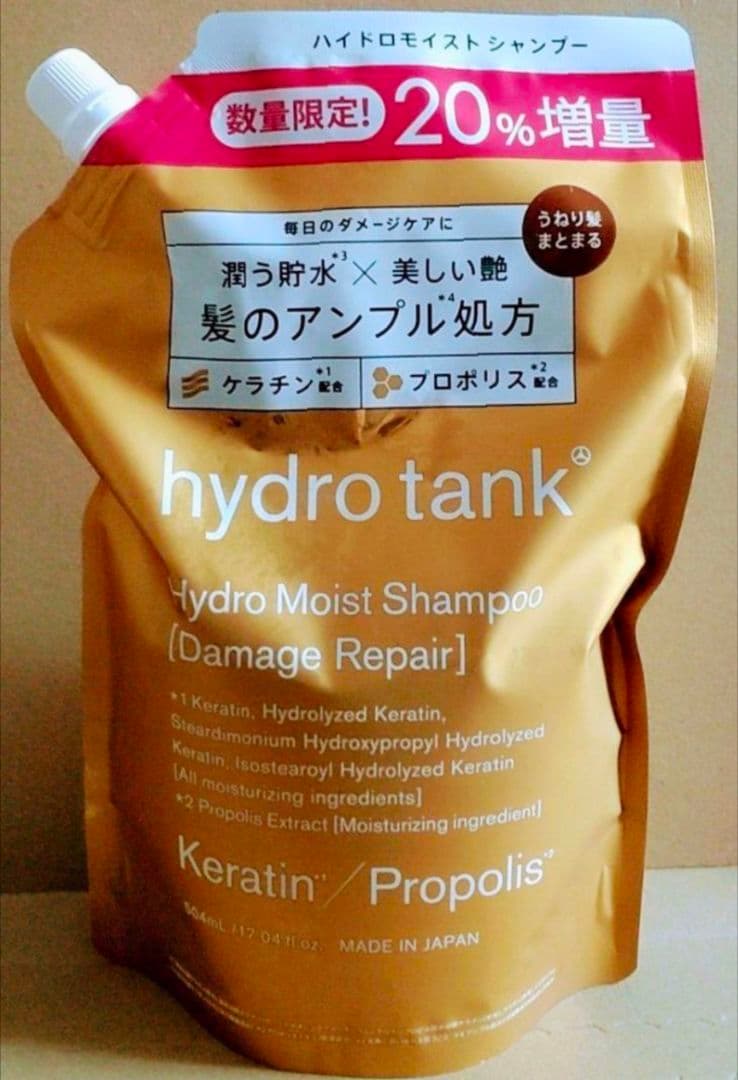 ハイドロモイストシャンプー
数量限定! 20%増量
うねり髪
まとまる
毎日のダメージケアに
潤う貯水*3×美しい艶
髪のアンプル*4処方
ケラチン*1配合 プロポリス*2配合
hydro tank
Hydro Moist Shampoo
[Damage Repair]
*1 Keratin, Hydrolyzed Keratin,
Steardimonium Hydroxypropyl Hydrolyzed
Keratin, Isostearoyl Hydrolyzed Keratin
[All moisturizing ingredients]
*2 Propolis Extract [Moisturizing ingredient]
Keratin*1/Propolis*2
504mL/17.04 fl.oz. MADE IN JAPAN